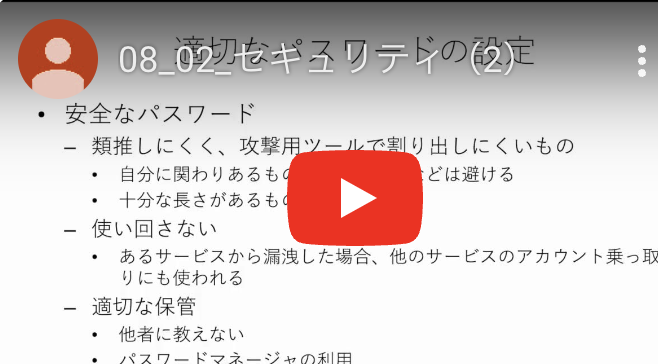 適切なパスワードの設定
08_02_セキュリティ（2）
• 安全なパスワード
– 類推しにくく、攻撃用ツールで割り出しにくいもの
• 自分に関わりあるもの などは避ける
• 十分な長さがあるもの
– 使い回さない
• あるサービスから漏洩した場合、他のサービスのアカウント乗っ取
りにも使われる
– 適切な保管
• 他者に教えない
• パスワードマネージャの利用